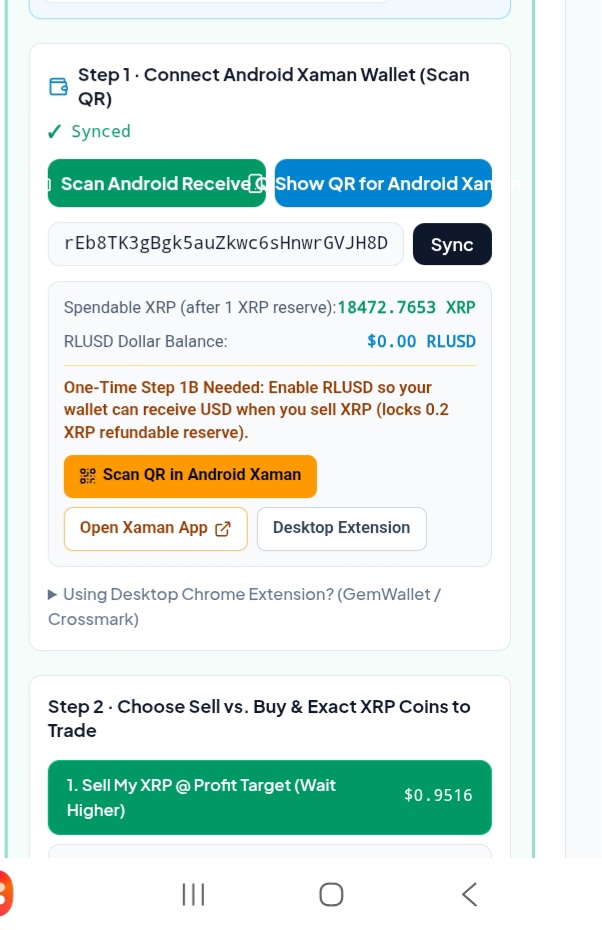 Step 1 · Connect Android Xaman Wallet (Scan
QR)
✓ Synced
Scan Android Receive Q
Show QR for Android Xaman
rEb8TK3gBgk5auZkwc6sHnwrGVJH8D
Sync
Spendable XRP (after 1 XRP reserve): 18472.7653 XRP
RLUSD Dollar Balance: $0.00 RLUSD
One-Time Step 1B Needed: Enable RLUSD so your
wallet can receive USD when you sell XRP (locks 0.2
XRP refundable reserve).
Scan QR in Android Xaman
Open Xaman App
Desktop Extension
▶ Using Desktop Chrome Extension? (GemWallet /
Crossmark)
Step 2 · Choose Sell vs. Buy & Exact XRP Coins to
Trade
1. Sell My XRP @ Profit Target (Wait
Higher)
$0.9516